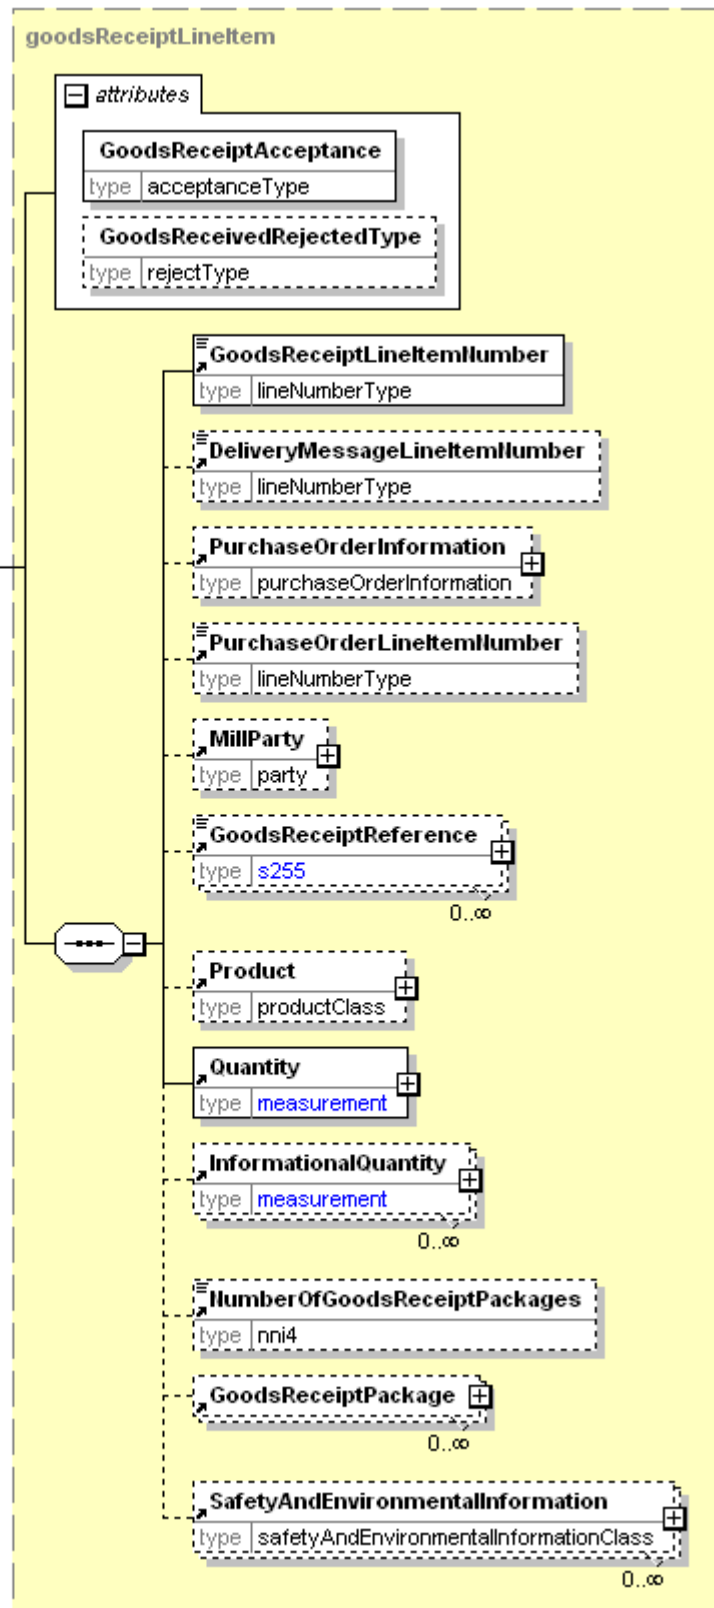 goodsReceiptLineItem
attributes
GoodsReceiptAcceptance
type acceptanceType
GoodsReceivedRejectedType
type rejectType
GoodsReceiptLineItemNumber
type lineNumberType
DeliveryMessageLineItemNumber
type lineNumberType
PurchaseOrderInformation
type purchaseOrderInformation
PurchaseOrderLineItemNumber
type lineNumberType
MillParty
type party
GoodsReceiptReference
type s255
0..∞
Product
type productClass
Quantity
type measurement
InformationalQuantity
type measurement
0..∞
NumberOfGoodsReceiptPackages
type nni4
GoodsReceiptPackage
0..∞
SafetyAndEnvironmentalInformation
type safetyAndEnvironmentalInformationClass
0..∞